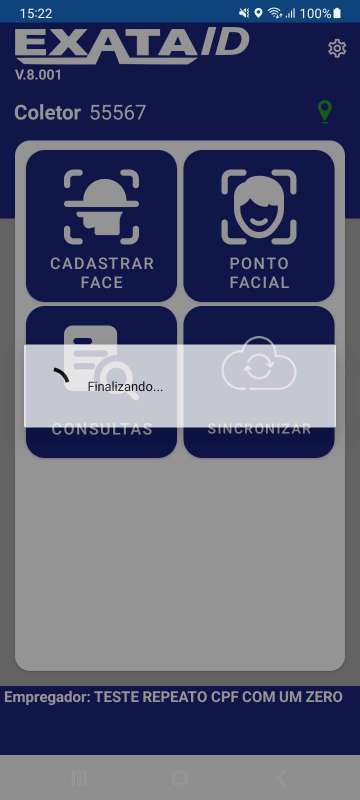 15:22
100%
EXATA ID
V.8.001
Coletor 55567
CADASTRAR
FACE
PONTO
FACIAL
Finalizando...
CONSULTAS
SINCRONIZAR
Empregador: TESTE REPEATO CPF COM UM ZERO